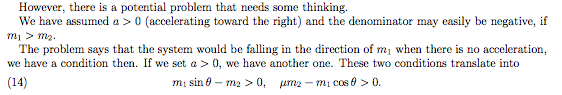 However, there is a potential problem that needs some thinking.
We have assumed a > 0 (accelerating toward the right) and the denominator may easily be negative, if
m₁ > m₂.
The problem says that the system would be falling in the direction of m₁ when there is no acceleration,
we have a condition then. If we set a > 0, we have another one. These two conditions translate into
(14) m₁ sin θ − m₂ > 0, μm₂ − m₁ cos θ > 0.